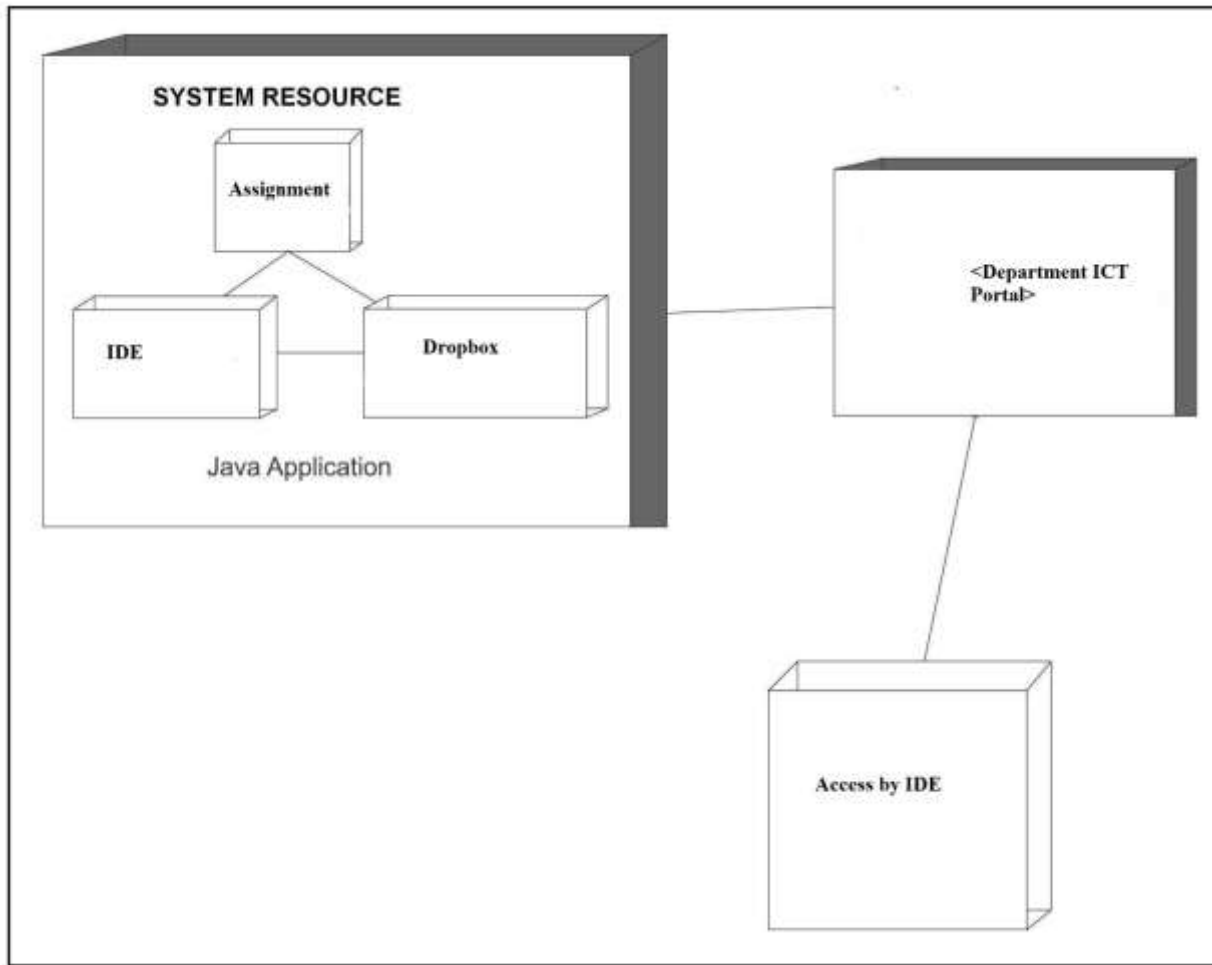 SYSTEM RESOURCE
Assignment
IDE
Dropbox
Java Application
<Department ICT
Portal>
Access by IDE